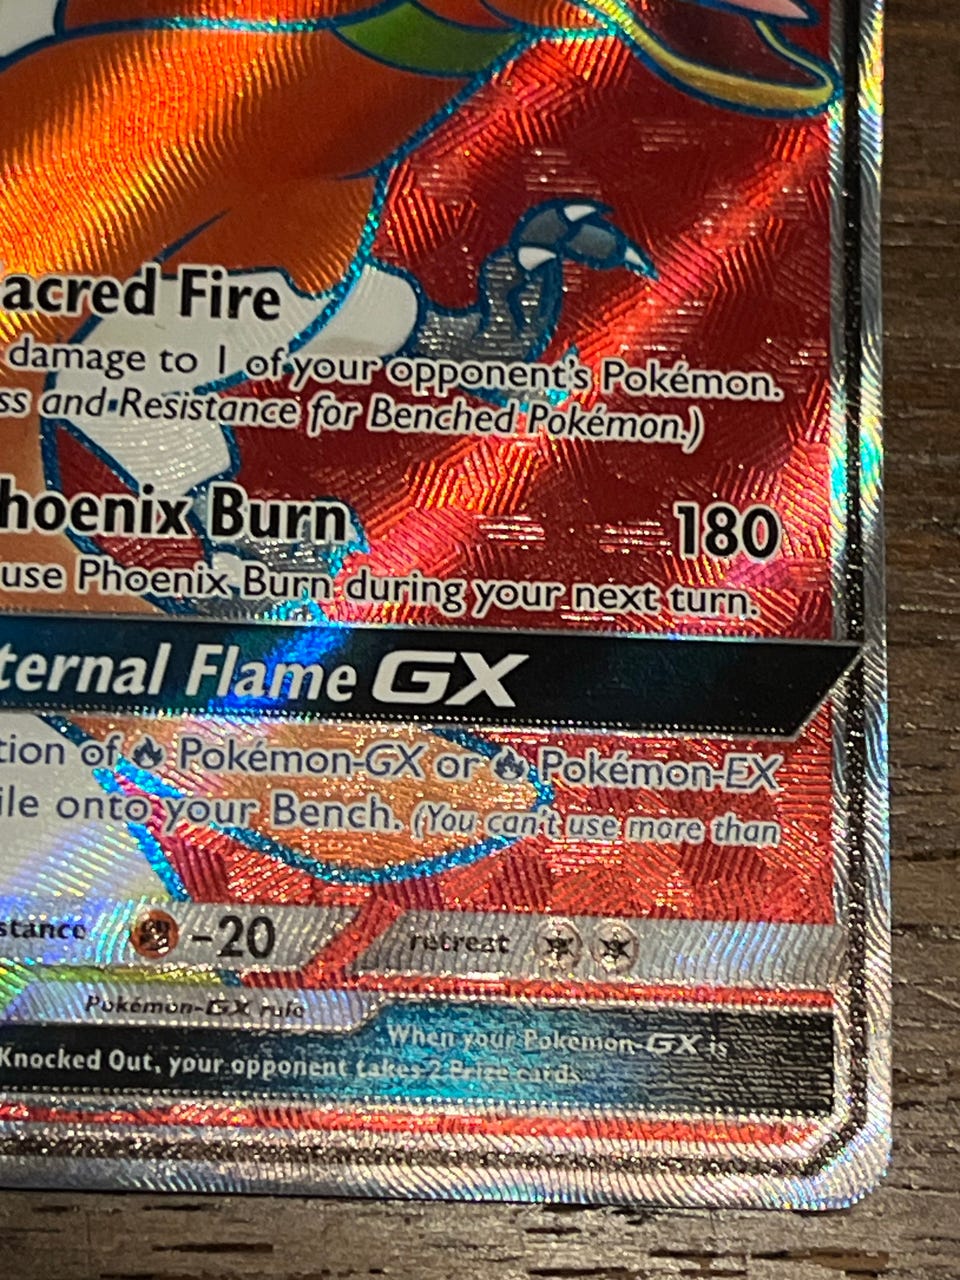 acred Fire
damage to 1 of your opponent's Pokémon.
ss and Resistance for Benched Pokémon.)
hoenix Burn 180
use Phoenix Burn during your next turn.
ternal Flame GX
tion of Pokémon-GX or Pokémon-EX
ile onto your Bench. (You can't use more than
stance -20 retreat
Pokémon-GX rule
When your Pokémon-GX is
Knocked Out, your opponent takes 2 Prize cards.